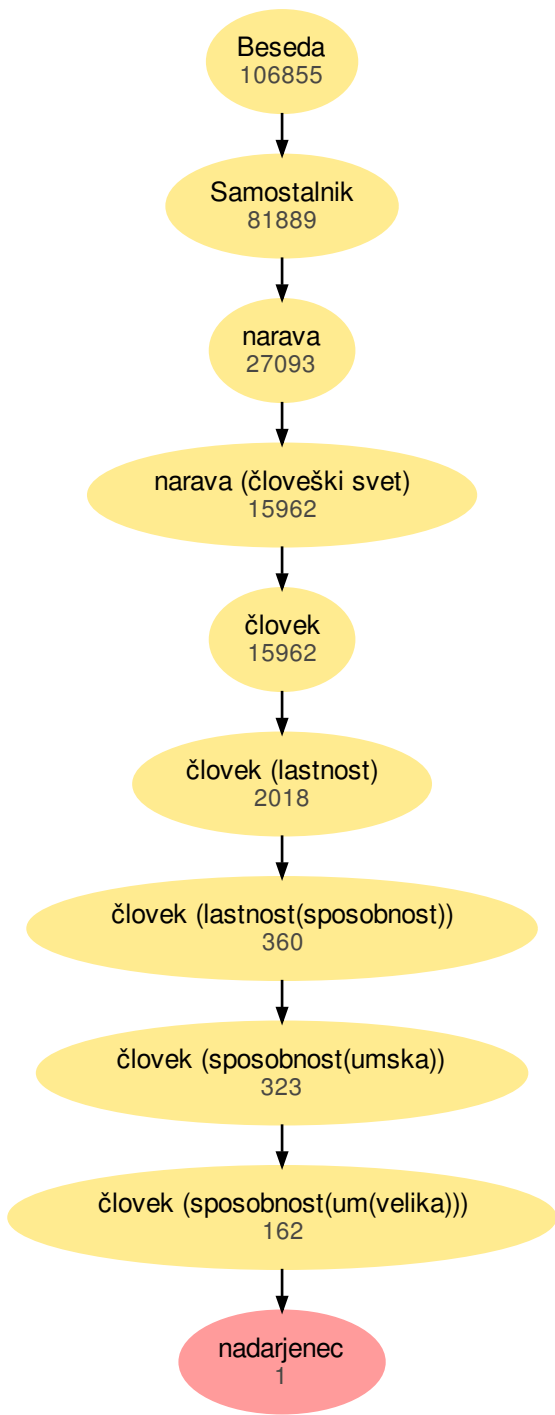 Beseda
106855
Samostalnik
81889
narava
27093
narava (človeški svet)
15962
človek
15962
človek (lastnost)
2018
človek (lastnost(sposobnost))
360
človek (sposobnost(umska))
323
človek (sposobnost(um(velika)))
162
nadarjenec
1